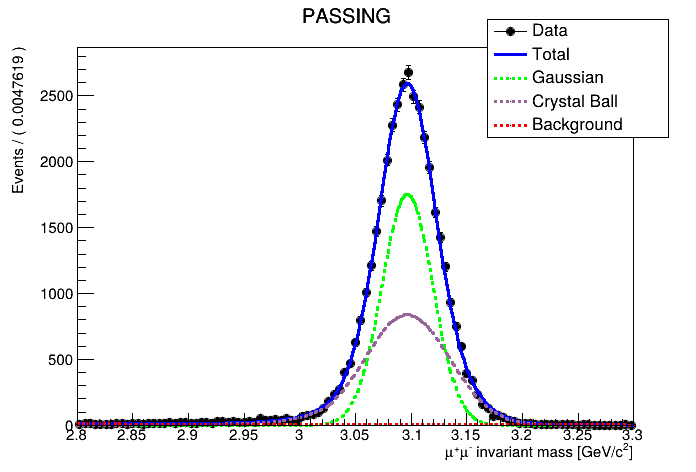 PASSING
Data
Total
Gaussian
Crystal Ball
Background
Events / ( 0.0047619 )
2500
2000
1500
1000
500
0
2.8 2.85 2.9 2.95 3 3.05 3.1 3.15 3.2 3.25 3.3
μ⁺μ⁻ invariant mass [GeV/c²]